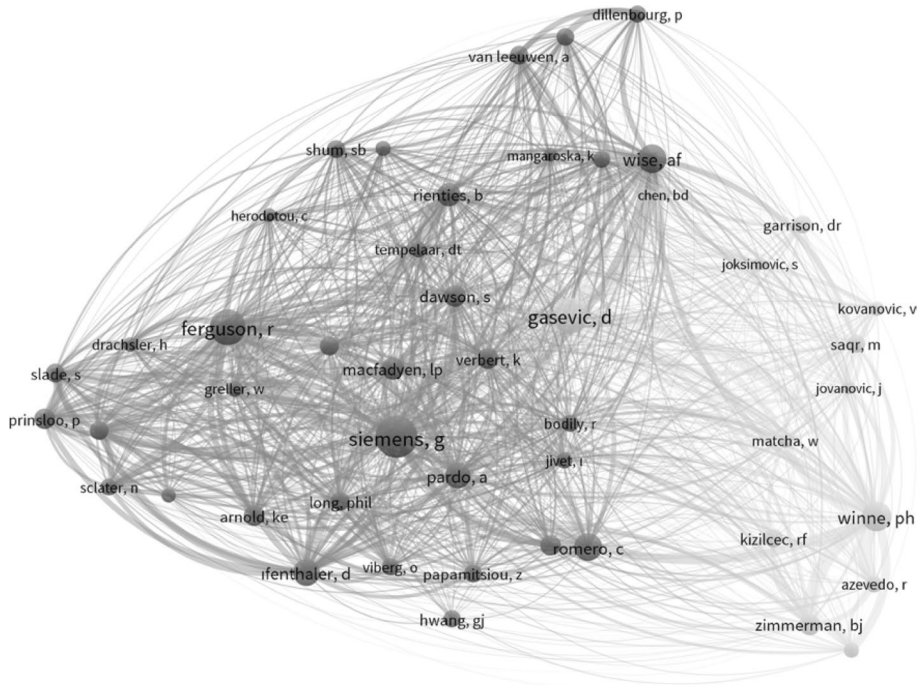 dillenbourg, p
van leeuwen, a
shum, sb
mangaroska, k
wise, af
rienties, b
chen, bd
herodotou, c
garrison, dr
tempelaar, dt
joksimovic, s
dawson, s
gasevic, d
kovanovic, v
ferguson, r
drachsler, h
saqr, m
verbert, k
macfadyen, lp
slade, s
greller, w
jovanovic, j
prinsloo, p
bodily, r
siemens, g
matcha, w
jivet, i
pardo, a
sclater, n
long, phil
arnold, ke
winne, ph
kizilcec, rf
romero, c
viberg, o
ifenthaler, d
papamitsiou, z
azevedo, r
hwang, gj
zimmerman, bj